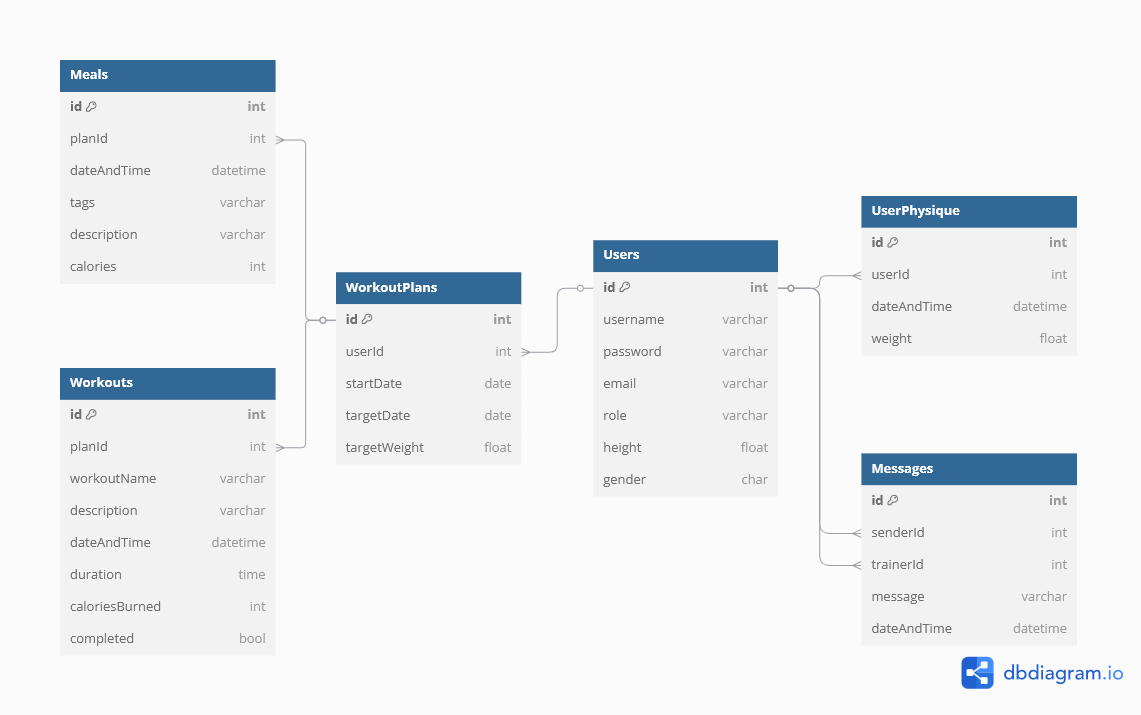 Meals
id int
planId int
dateAndTime datetime
tags varchar
description varchar
calories int
Workouts
id int
planId int
workoutName varchar
description varchar
dateAndTime datetime
duration time
caloriesBurned int
completed bool
WorkoutPlans
id int
userId int
startDate date
targetDate date
targetWeight float
Users
id int
username varchar
password varchar
email varchar
role varchar
height float
gender char
UserPhysique
id int
userId int
dateAndTime datetime
weight float
Messages
id int
senderId int
trainerId int
message varchar
dateAndTime datetime
dbdiagram.io